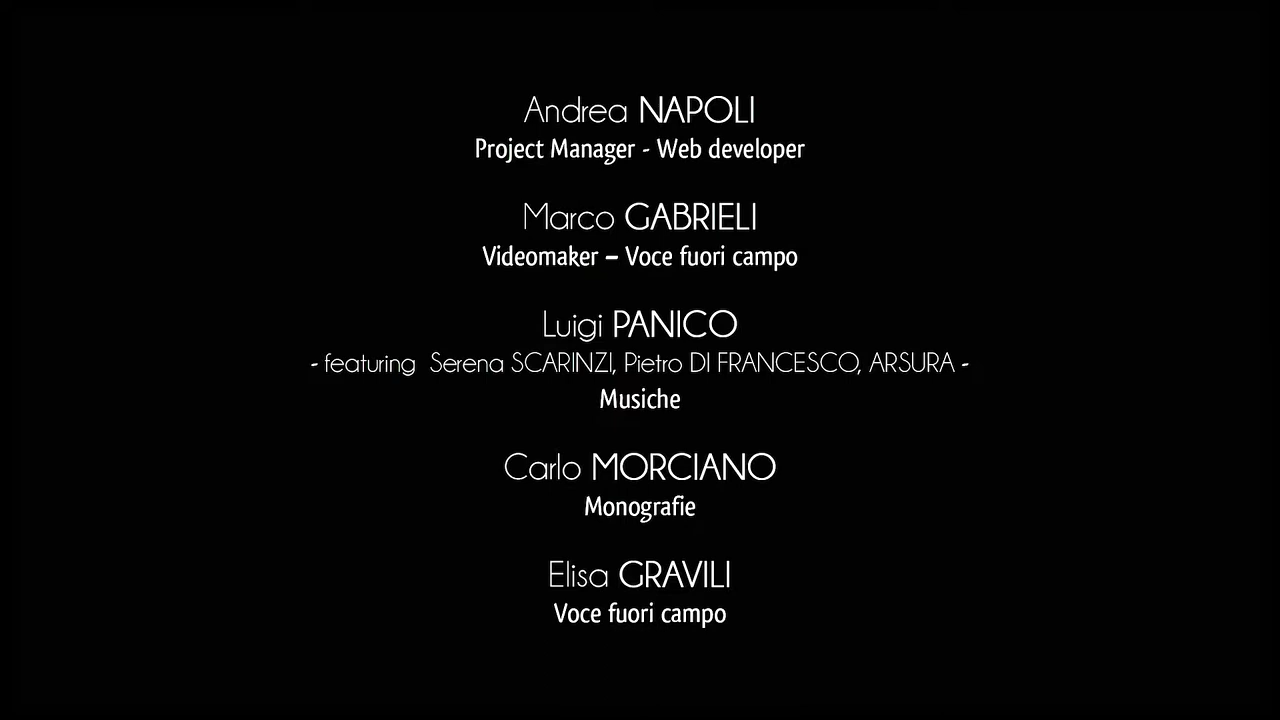 Andrea NAPOLI
Project Manager - Web developer
Marco GABRIELI
Videomaker – Voce fuori campo
Luigi PANICO
- featuring  Serena SCARINZI, Pietro DI FRANCESCO, ARSURA -
Musiche
Carlo MORCIANO
Monografie
Elisa GRAVILI
Voce fuori campo